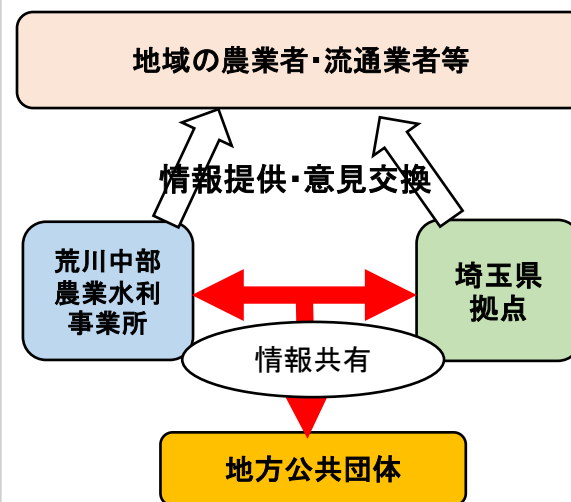 地域の農業者・流通業者等
情報提供・意見交換
荒川中部
農業水利
事業所
埼玉県
拠点
情報共有
地方公共団体